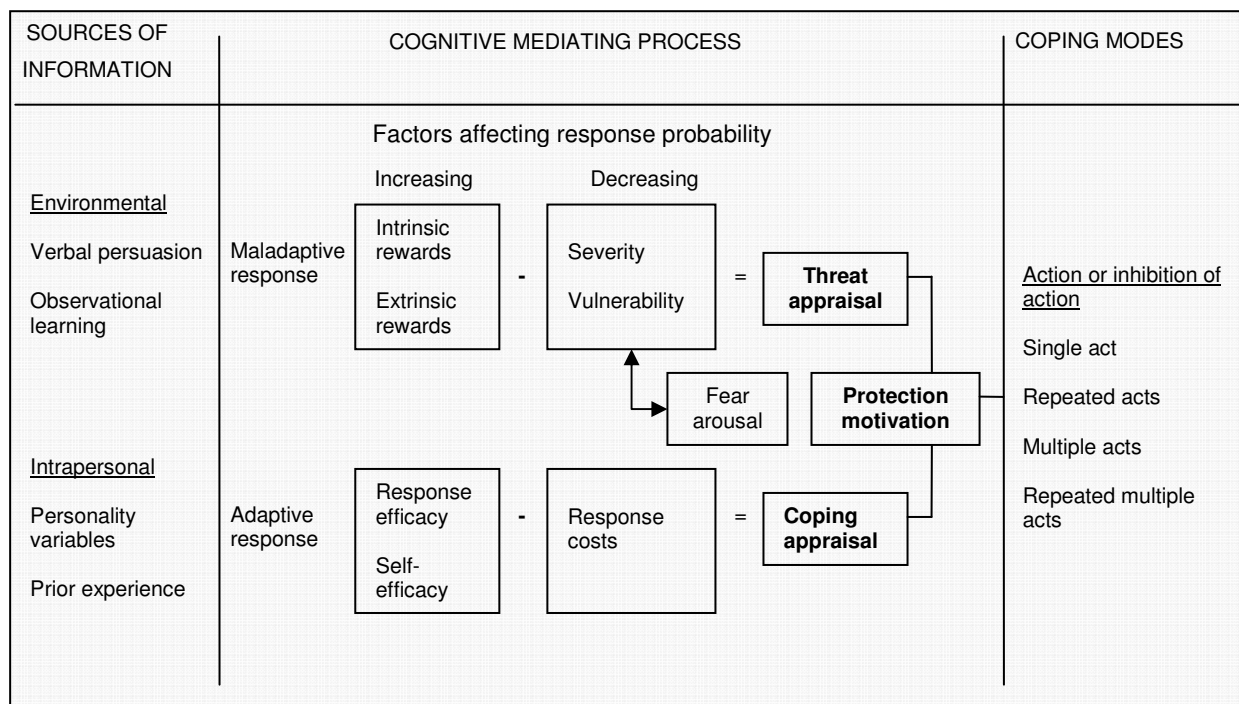 SOURCES OF
INFORMATION
COGNITIVE MEDIATING PROCESS
COPING MODES
Factors affecting response probability
Increasing
Decreasing
Environmental
Verbal persuasion
Observational
learning
Maladaptive
response
Intrinsic
rewards
Extrinsic
rewards
-
Severity
Vulnerability
=
Threat
appraisal
Fear
arousal
Protection
motivation
Action or inhibition of
action
Single act
Repeated acts
Multiple acts
Repeated multiple
acts
Intrapersonal
Personality
variables
Prior experience
Adaptive
response
Response
efficacy
Self-
efficacy
-
Response
costs
=
Coping
appraisal